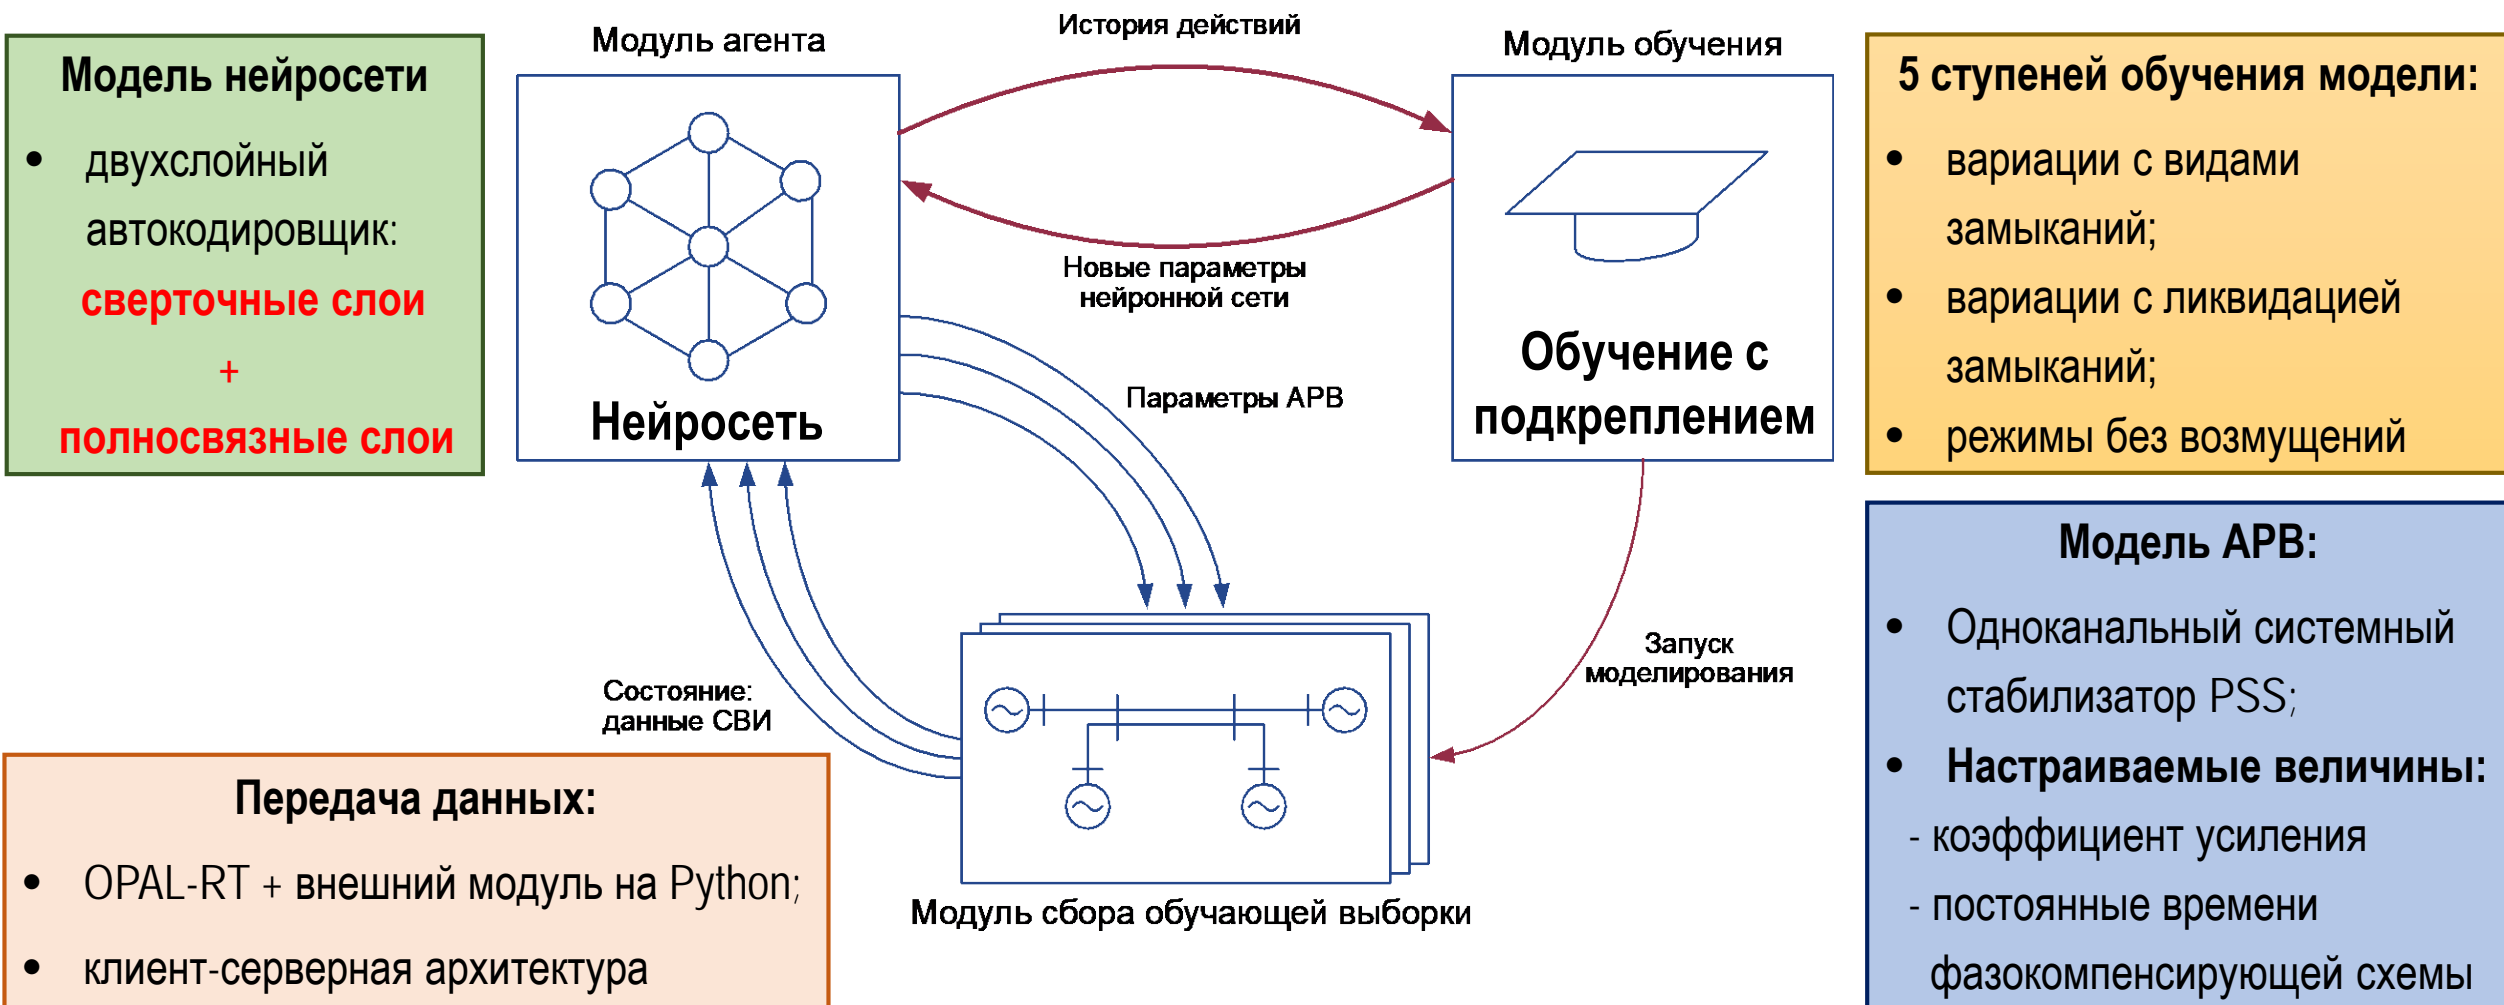 Модель нейросети
• двухслойный
автокодировщик:
сверточные слои
+
полносвязные слои
Модуль агента
Нейросеть
История действий
Новые параметры
нейронной сети
Параметры АРВ
Модуль обучения
Обучение с
подкреплением
5 ступеней обучения модели:
• вариации с видами
замыканий;
• вариации с ликвидацией
замыканий;
• режимы без возмущений
Состояние:
данные СВИ
Запуск
моделирования
Модуль сбора обучающей выборки
Передача данных:
• OPAL-RT + внешний модуль на Python;
• клиент-серверная архитектура
Модель АРВ:
• Одноканальный системный
стабилизатор PSS;
• Настраиваемые величины:
- коэффициент усиления
- постоянные времени
фазокомпенсирующей схемы